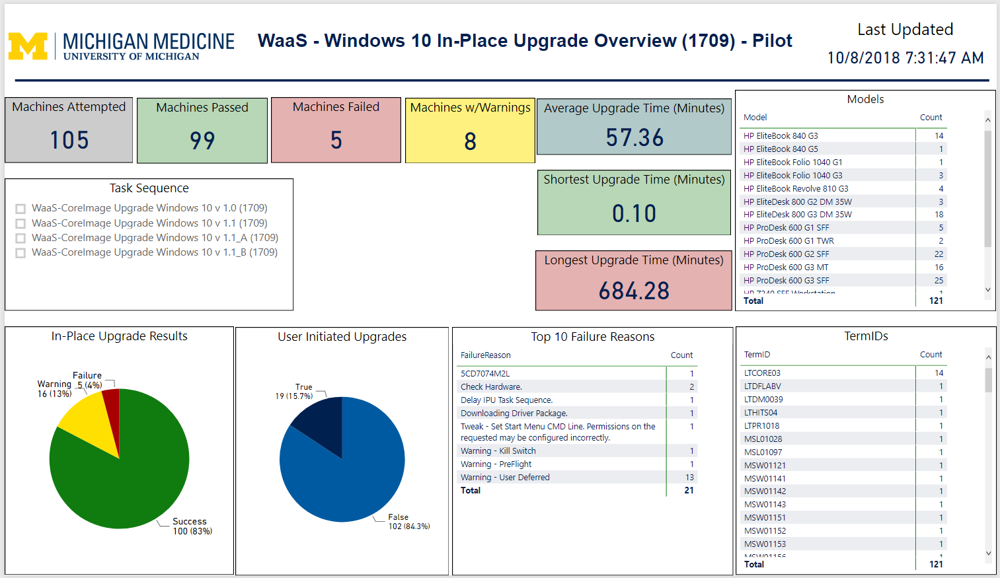 MICHIGAN MEDICINE
UNIVERSITY OF MICHIGAN
WaaS - Windows 10 In-Place Upgrade Overview (1709) - Pilot
Last Updated
10/8/2018 7:31:47 AM
Machines Attempted
105
Machines Passed
99
Machines Failed
5
Machines w/Warnings
8
Average Upgrade Time (Minutes)
57.36
Shortest Upgrade Time (Minutes)
0.10
Longest Upgrade Time (Minutes)
684.28
Models
Model Count
HP EliteBook 840 G3 14
HP EliteBook 840 G5 1
HP EliteBook Folio 1040 G1 1
HP EliteBook Folio 1040 G3 3
HP EliteBook Revolve 810 G3 4
HP EliteDesk 800 G2 DM 35W 3
HP EliteDesk 800 G3 DM 35W 18
HP ProDesk 600 G1 SFF 5
HP ProDesk 600 G1 TWR 2
HP ProDesk 600 G2 SFF 22
HP ProDesk 600 G3 MT 16
HP ProDesk 600 G3 SFF 25
HP Z240 SFF Workstation 1
Total 121
Task Sequence
WaaS-CoreImage Upgrade Windows 10 v 1.0 (1709)
WaaS-CoreImage Upgrade Windows 10 v 1.1 (1709)
WaaS-CoreImage Upgrade Windows 10 v 1.1_A (1709)
WaaS-CoreImage Upgrade Windows 10 v 1.1_B (1709)
In-Place Upgrade Results
Failure
5 (4%)
Warning
16 (13%)
Success
100 (83%)
User Initiated Upgrades
True
19 (15.7%)
False
102 (84.3%)
Top 10 Failure Reasons
FailureReason Count
5CD7074M2L 1
Check Hardware. 2
Delay IPU Task Sequence. 1
Downloading Driver Package. 1
Tweak - Set Start Menu CMD Line. Permissions on the 1
requested may be configured incorrectly.
Warning - Kill Switch 1
Warning - PreFlight 1
Warning - User Deferred 13
Total 21
TermIDs
TermID Count
LTCORE03 14
LTDFLABV 1
LTDM0039 1
LTHITS04 1
LTPR1018 1
MSL01028 1
MSL01097 1
MSW01121 1
MSW01141 1
MSW01142 1
MSW01143 1
MSW01151 1
MSW01152 1
MSW01153 1
MSW01156 1
Total 121